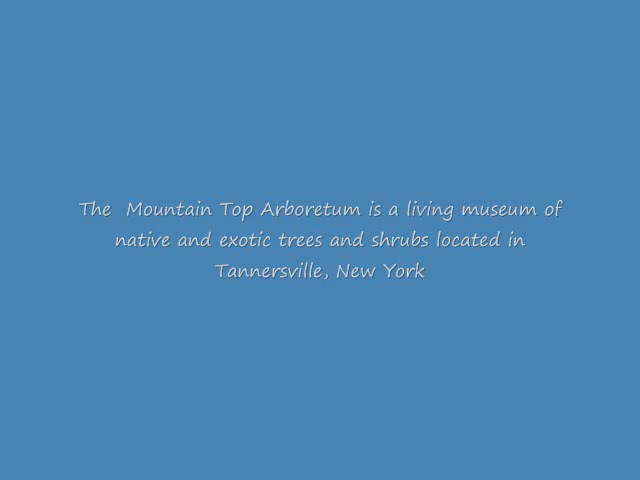 The  Mountain Top Arboretum is a living museum of
native and exotic trees and shrubs located in
Tannersville, New York